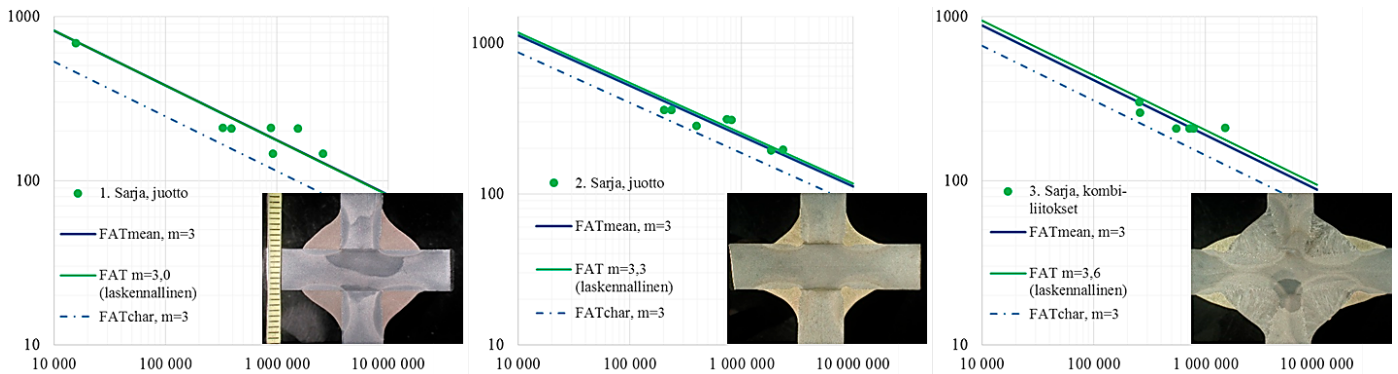 1000
100
10
1. Sarja, juotto
FATmean, m=3
FAT m=3,0
(laskennallinen)
FATchar, m=3
10 000
100 000
1 000 000
10 000 000
1000
100
10
2. Sarja, juotto
FATmean, m=3
FAT m=3,3
(laskennallinen)
FATchar, m=3
10 000
100 000
1 000 000
10 000 000
1000
100
10
3. Sarja, kombi-
liitokset
FATmean, m=3
FAT m=3,6
(laskennallinen)
FATchar, m=3
10 000
100 000
1 000 000
10 000 000